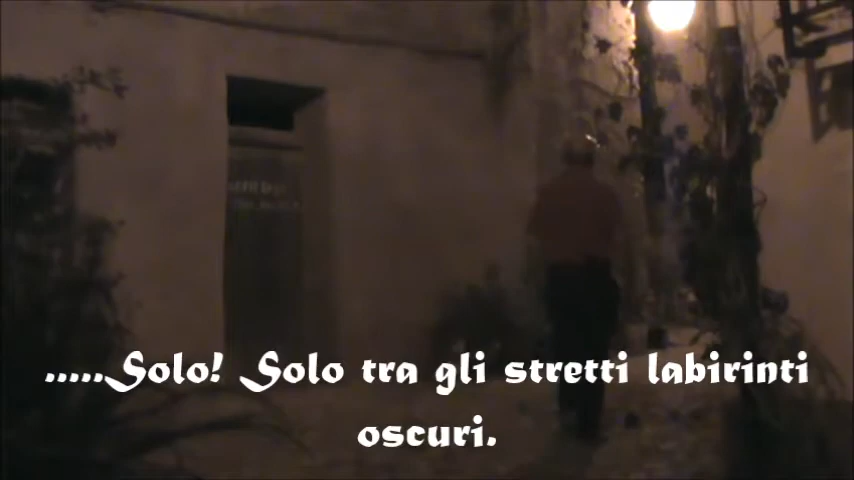 .....Solo! Solo tra gli stretti labirinti
oscuri.